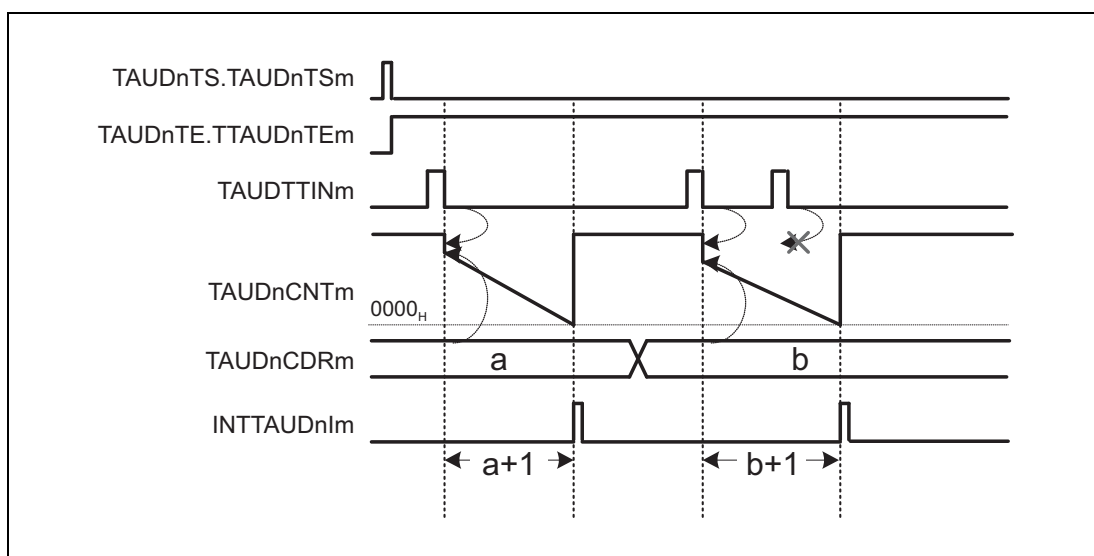 TAUDnTS.TAUDnTSm
TAUDnTE.TTAUDnTEm
TAUDTTINm
TAUDnCNTm
0000H
TAUDnCDRm
a
b
INTTAUDnIm
a+1
b+1